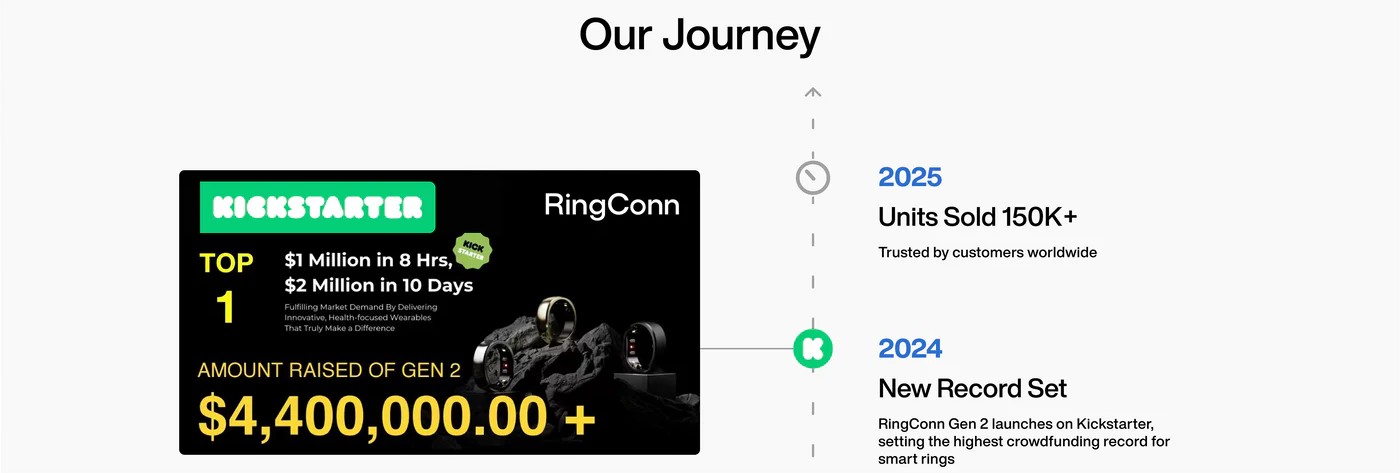 Our Journey
KICKSTARTER
RingConn
TOP
1
$1 Million in 8 Hrs,
$2 Million in 10 Days
KICK
STARTER
Fulfilling Market Demand By Delivering
Innovative, Health-focused Wearables
That Truly Make a Difference
AMOUNT RAISED OF GEN 2
$4,400,000.00 +
2025
Units Sold 150K+
Trusted by customers worldwide
K
2024
New Record Set
RingConn Gen 2 launches on Kickstarter,
setting the highest crowdfunding record for
smart rings